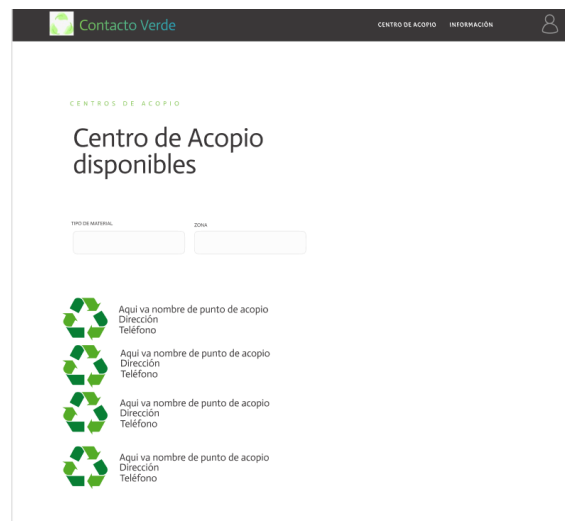 Contacto Verde
CENTRO DE ACOPIO INFORMACIÓN
CENTROS DE ACOPIO
Centro de Acopio
disponibles
TIPO DE MATERIAL
ZONA
Aqui va nombre de punto de acopio
Dirección
Teléfono
Aqui va nombre de punto de acopio
Dirección
Teléfono
Aqui va nombre de punto de acopio
Dirección
Teléfono
Aqui va nombre de punto de acopio
Dirección
Teléfono